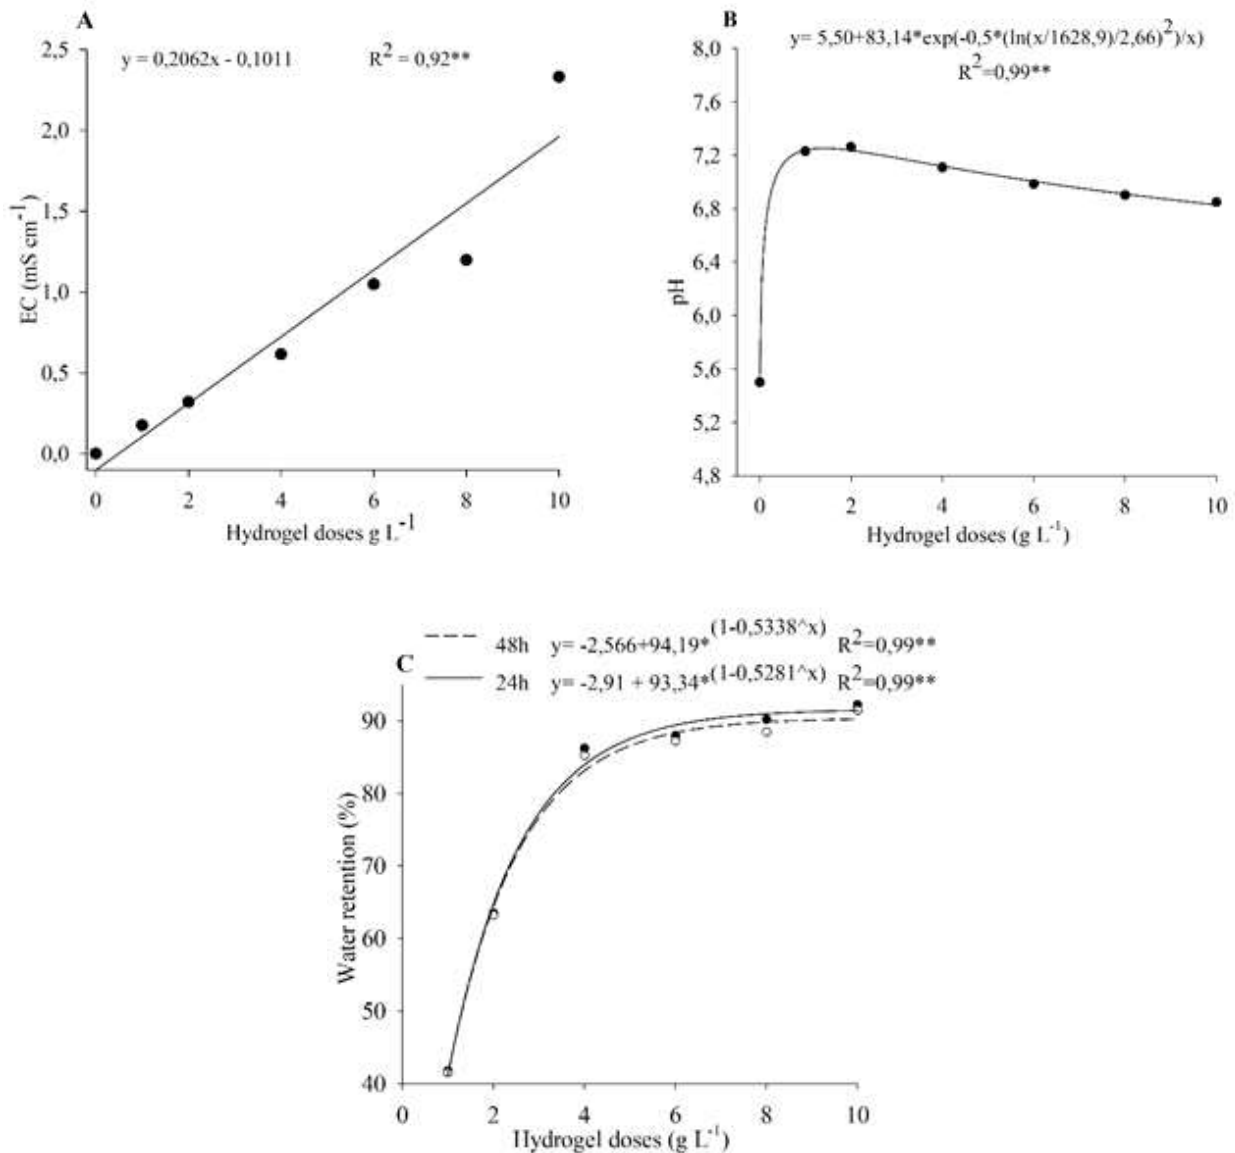 A
y = 0,2062x - 0,1011 R² = 0,92**
2,5
2,0
1,5
1,0
0,5
0,0
EC (mS cm⁻¹)
0 2 4 6 8 10
Hydrogel doses g L⁻¹
B
y= 5,50+83,14*exp(-0,5*(ln(x/1628,9)/2,66)²)/x)
R²=0,99**
8,0
7,6
7,2
6,8
6,4
6,0
5,6
5,2
4,8
pH
0 2 4 6 8 10
Hydrogel doses (g L⁻¹)
48h y= -2,566+94,19*(1-0,5338^x) R²=0,99**
C
24h y= -2,91 + 93,34*(1-0,5281^x) R²=0,99**
90
80
70
60
50
40
Water retention (%)
0 2 4 6 8 10
Hydrogel doses (g L⁻¹)